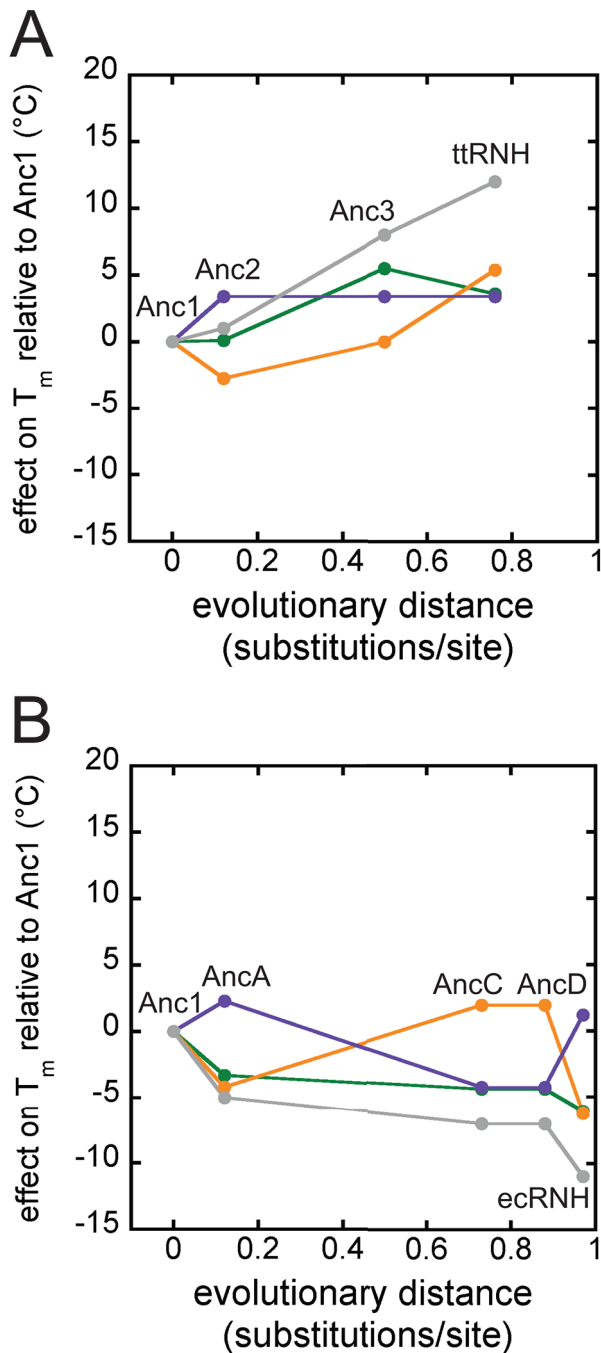 A
effect on Tm relative to Anc1 (°C)
20
15
10
5
0
-5
-10
-15
Anc1
Anc2
Anc3
ttRNH
0
0.2
0.4
0.6
0.8
1
evolutionary distance
(substitutions/site)
B
effect on Tm relative to Anc1 (°C)
20
15
10
5
0
-5
-10
-15
Anc1
AncA
AncC
AncD
ecRNH
0
0.2
0.4
0.6
0.8
1
evolutionary distance
(substitutions/site)